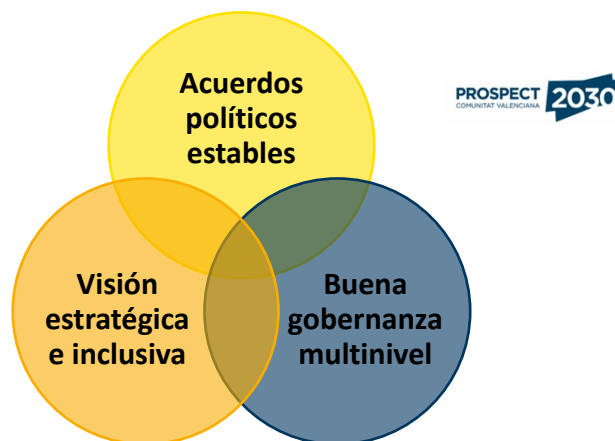 Acuerdos
políticos
estables
PROSPECT 2030
COMUNITAT VALENCIANA
Visión
estratégica
e inclusiva
Buena
gobernanza
multinivel